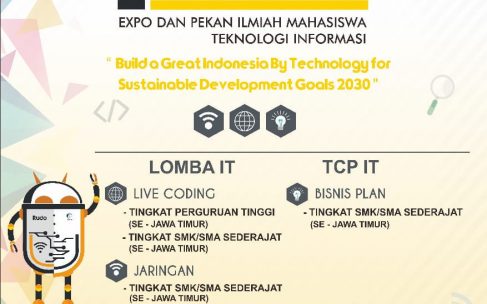 EXPO DAN PEKAN ILMIAH MAHASISWA
TEKNOLOGI INFORMASI
" Build a Great Indonesia By Technology for
Sustainable Development Goals 2030 "
LOMBA IT
LIVE CODING
- TINGKAT PERGURUAN TINGGI
(SE - JAWA TIMUR)
- TINGKAT SMK/SMA SEDERAJAT
(SE - JAWA TIMUR)
JARINGAN
- TINGKAT SMK/SMA SEDERAJAT
(SE - JAWA TIMUR)
TCP IT
BISNIS PLAN
- TINGKAT SMK/SMA SEDERAJAT
(SE - JAWA TIMUR)
Rudo